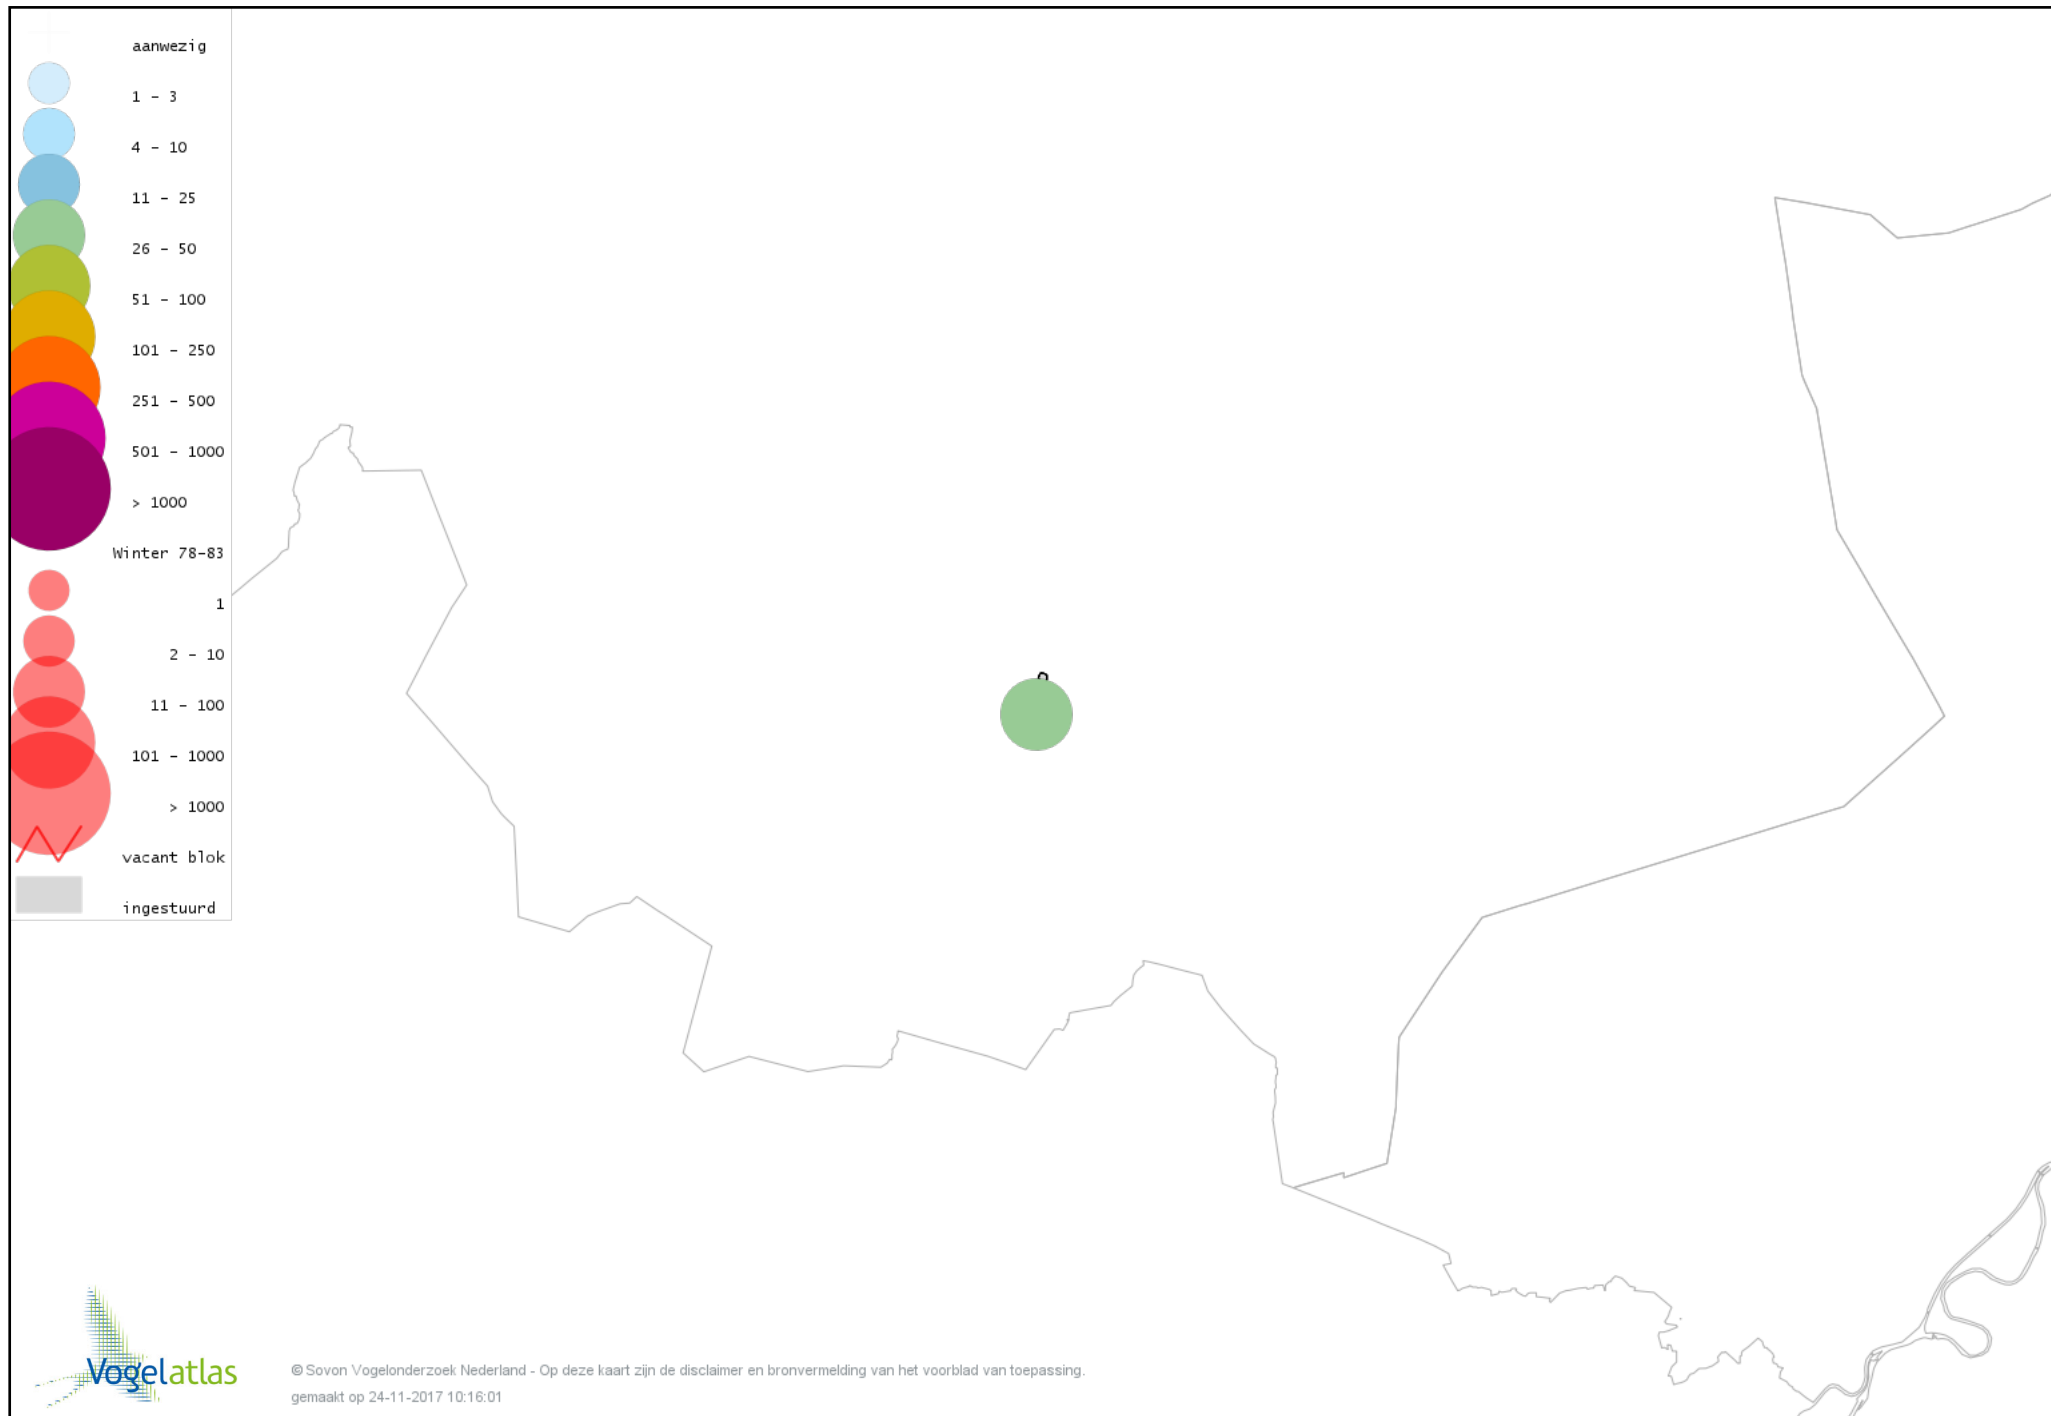 aanwezig
1 - 3
4 - 10
11 - 25
26 - 50
51 - 100
101 - 250
251 - 500
501 - 1000
> 1000
Winter 78-83
1
2 - 10
11 - 100
101 - 1000
> 1000
vacant blok
ingestuurd
Vogelatlas
© Sovon Vogelonderzoek Nederland - Op deze kaart zijn de disclaimer en bronvermelding van het voorblad van toepassing.
gemaakt op 24-11-2017 10:16:01